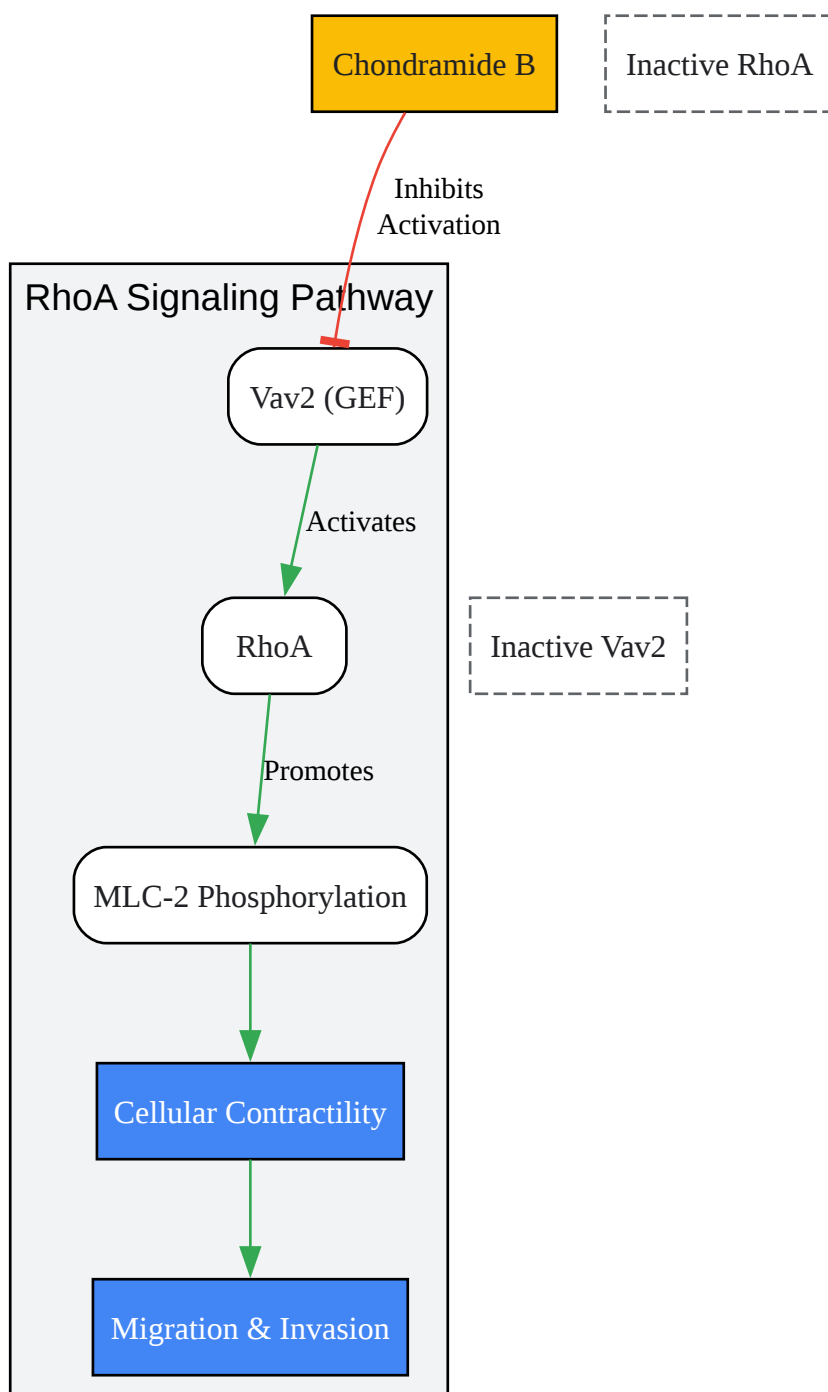 Chondramide B
Inactive RhoA
Inhibits
Activation
RhoA Signaling Pathway
Vav2 (GEF)
Activates
RhoA
Inactive Vav2
Promotes
MLC-2 Phosphorylation
Cellular Contractility
Migration & Invasion